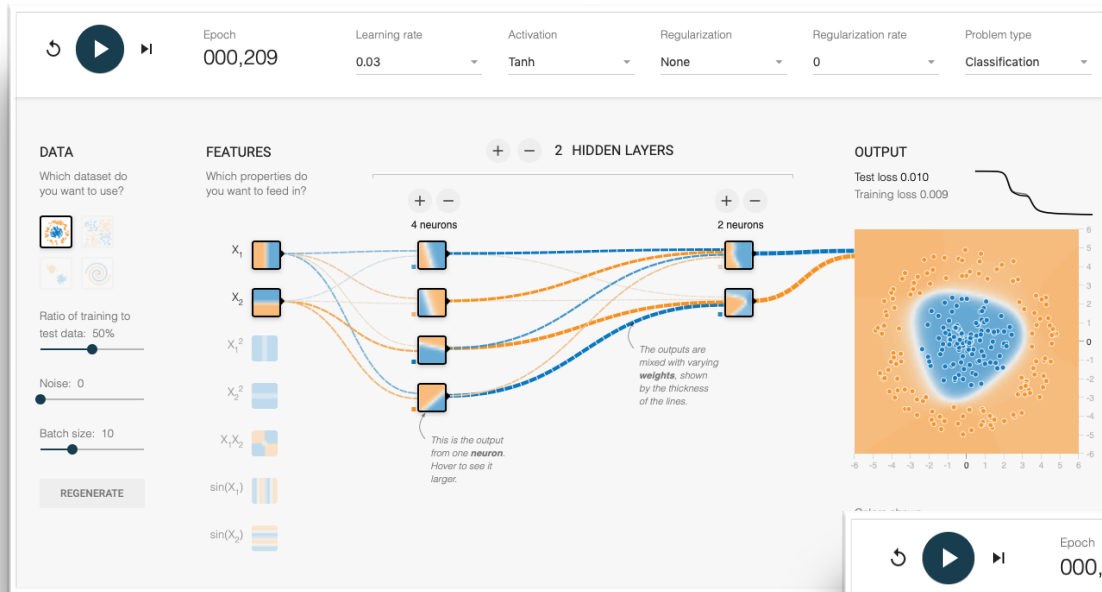 Epoch
000,209
Learning rate
0.03
Activation
Tanh
Regularization
None
Regularization rate
0
Problem type
Classification
DATA
Which dataset do
you want to use?
Ratio of training to
test data: 50%
Noise: 0
Batch size: 10
REGENERATE
FEATURES
Which properties do
you want to feed in?
X1
X2
X1²
X2²
X1X2
sin(X1)
sin(X2)
+ − 2 HIDDEN LAYERS
+ −
4 neurons
+ −
2 neurons
This is the output
from one neuron.
Hover to see it
larger.
The outputs are
mixed with varying
weights, shown
by the thickness
of the lines.
OUTPUT
Test loss 0.010
Training loss 0.009
6
5
4
3
2
1
0
-1
-2
-3
-4
-5
-6
-6 -5 -4 -3 -2 -1 0 1 2 3 4 5 6
Epoch
000,